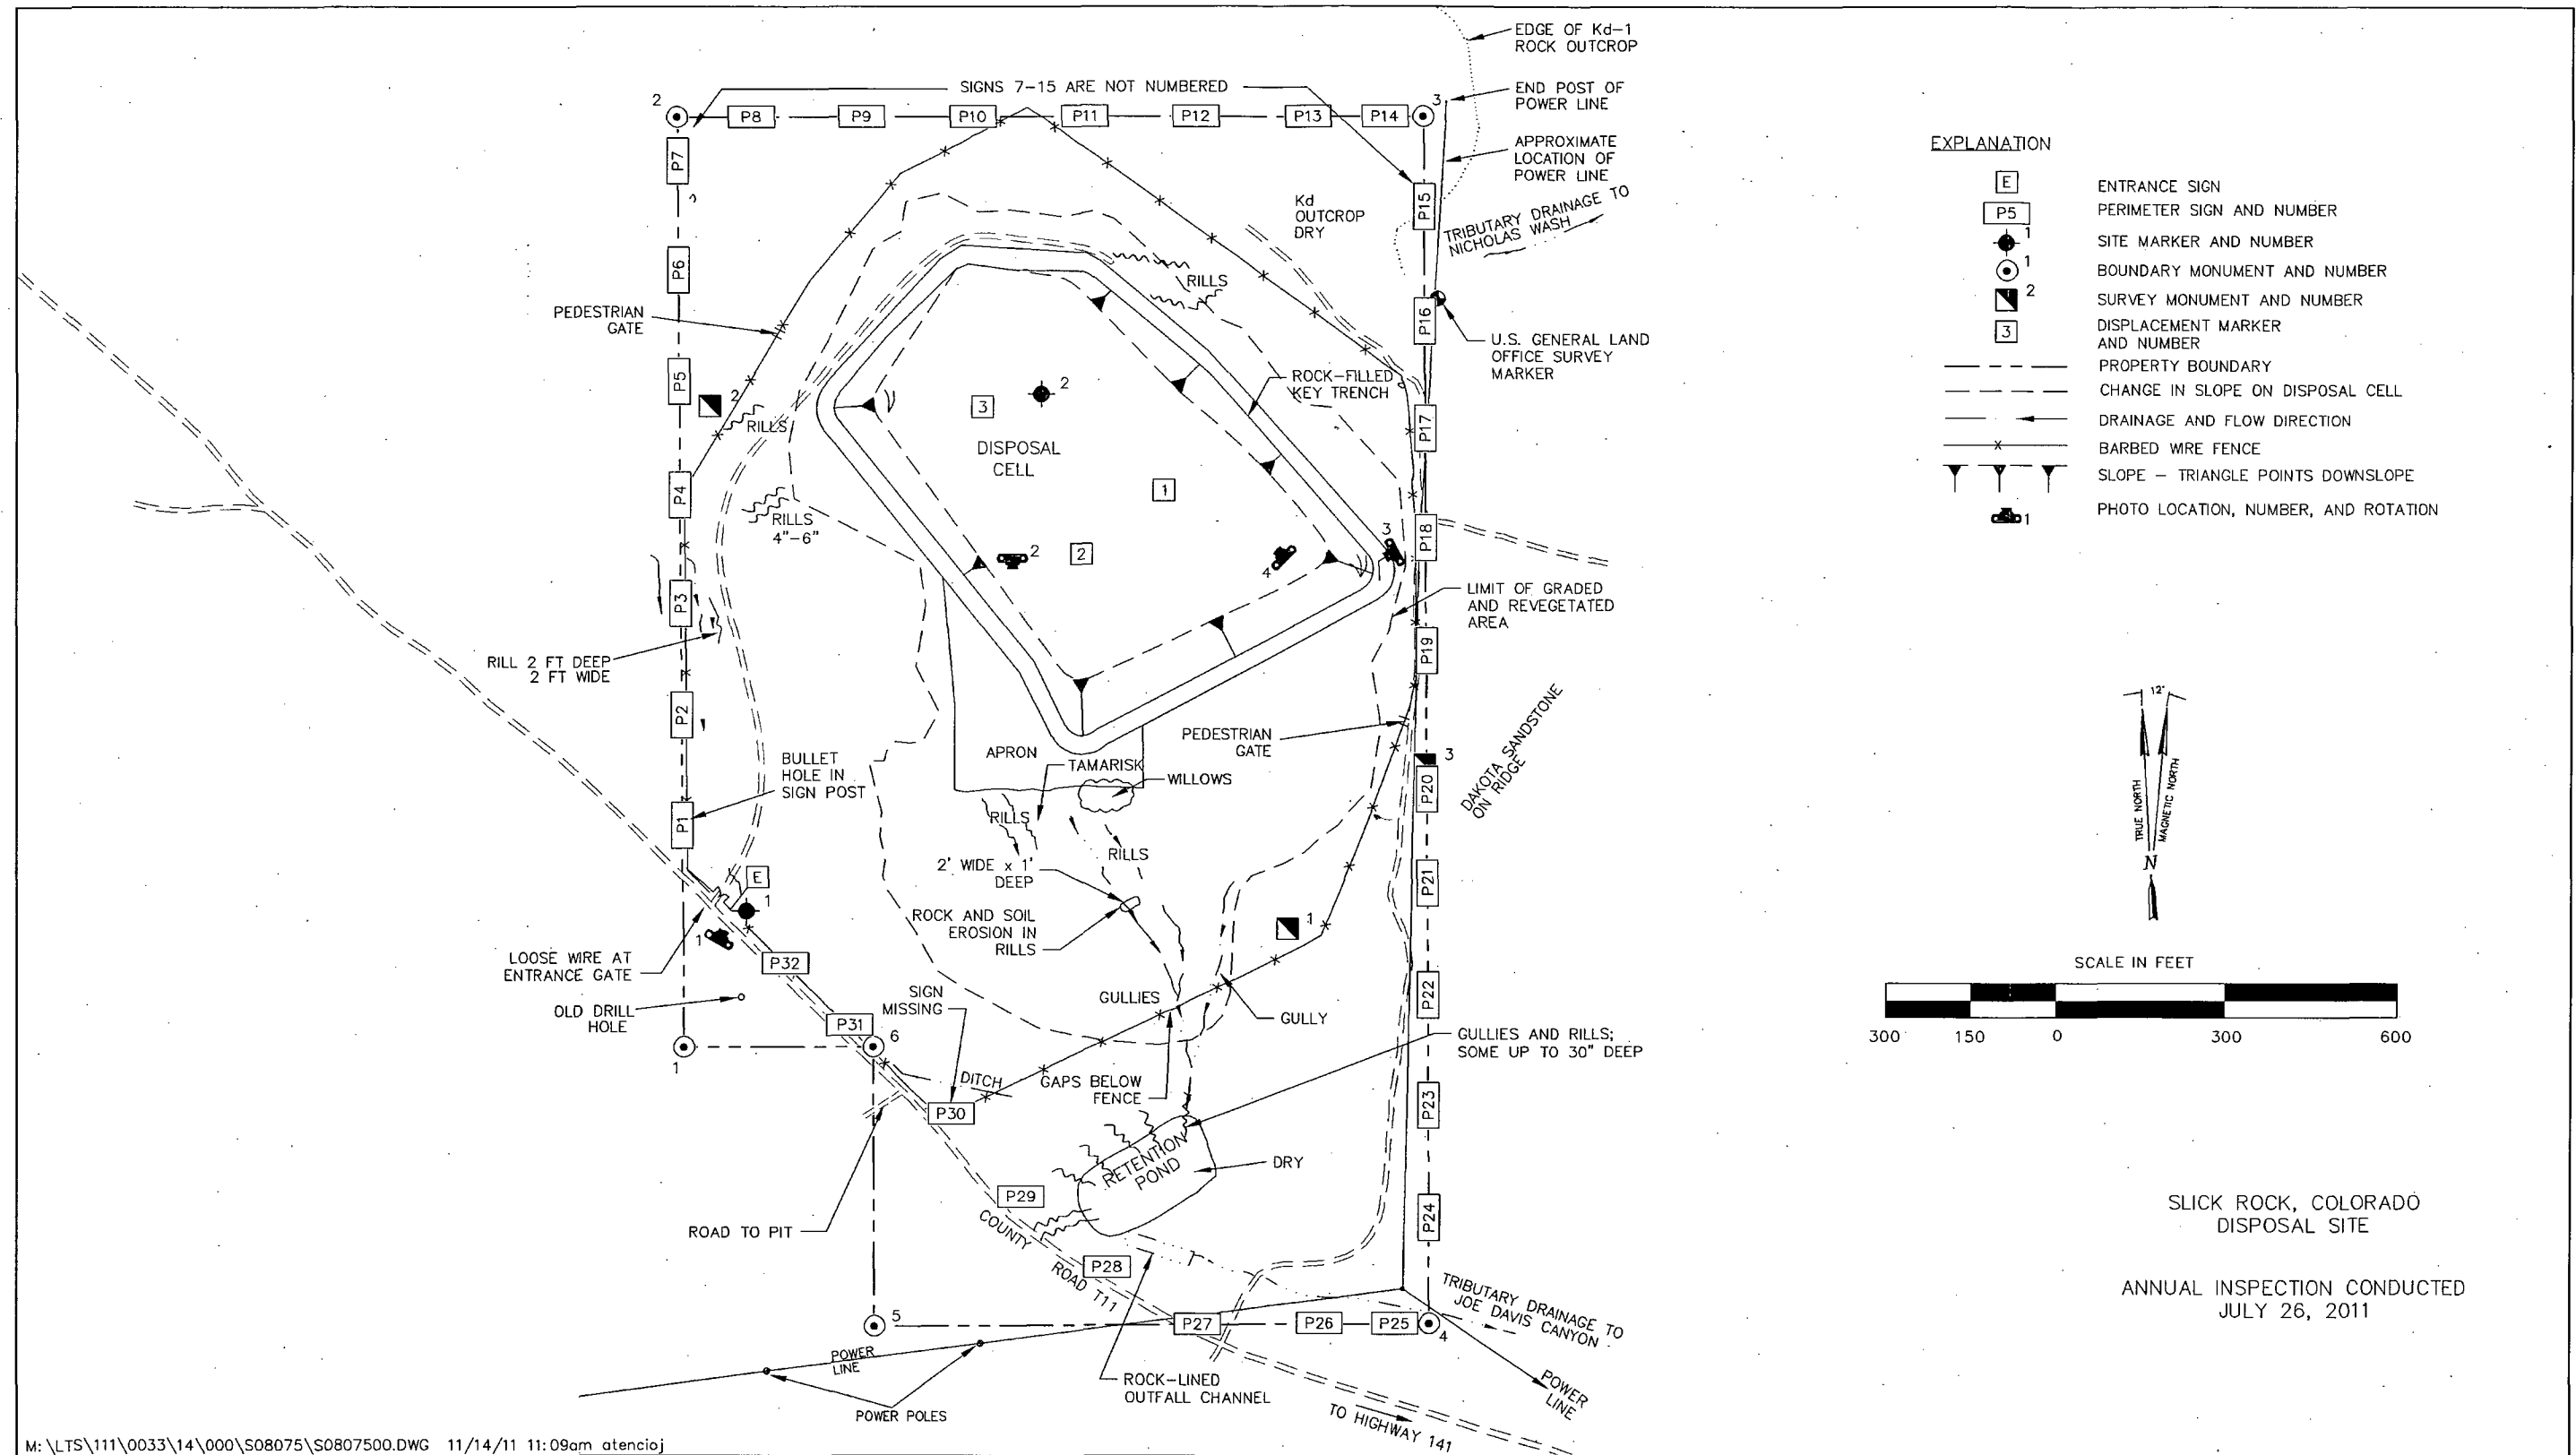 EDGE OF Kd-1
ROCK OUTCROP
END POST OF
POWER LINE
APPROXIMATE
LOCATION OF
POWER LINE
TRIBUTARY DRAINAGE TO
NICHOLAS WASH
SIGNS 7-15 ARE NOT NUMBERED
2
P8
P9
P10
P11
P12
P13
P14
3
P7
P6
P5
P4
P3
P2
P1
P15
P16
P17
P18
P19
P20
P21
P22
P23
P24
Kd
OUTCROP
DRY
RILLS
PEDESTRIAN
GATE
U.S. GENERAL LAND
OFFICE SURVEY
MARKER
ROCK-FILLED
KEY TRENCH
2
RILLS
3
2
DISPOSAL
CELL
1
RILLS
4"-6"
2
2
4
3
LIMIT OF GRADED
AND REVEGETATED
AREA
RILL 2 FT DEEP
2 FT WIDE
PEDESTRIAN
GATE
3
DAKOTA SANDSTONE
ON RIDGE
BULLET
HOLE IN
SIGN POST
APRON
TAMARISK
WILLOWS
RILLS
RILLS
2' WIDE x 1'
DEEP
ROCK AND SOIL
EROSION IN
RILLS
E
1
1
1
LOOSE WIRE AT
ENTRANCE GATE
P32
OLD DRILL
HOLE
SIGN
MISSING
GULLIES
GULLY
P31
6
1
GULLIES AND RILLS;
SOME UP TO 30" DEEP
DITCH
GAPS BELOW
FENCE
P30
RETENTION
POND
DRY
P29
ROAD TO PIT
COUNTY
ROAD T11
P28
TRIBUTARY DRAINAGE TO
JOE DAVIS CANYON
5
P27
P26
P25
4
POWER
LINE
POWER POLES
ROCK-LINED
OUTFALL CHANNEL
POWER
LINE
TO HIGHWAY 141
EXPLANATION
E
ENTRANCE SIGN
P5
PERIMETER SIGN AND NUMBER
1
SITE MARKER AND NUMBER
1
BOUNDARY MONUMENT AND NUMBER
2
SURVEY MONUMENT AND NUMBER
3
DISPLACEMENT MARKER
AND NUMBER
PROPERTY BOUNDARY
CHANGE IN SLOPE ON DISPOSAL CELL
DRAINAGE AND FLOW DIRECTION
BARBED WIRE FENCE
SLOPE - TRIANGLE POINTS DOWNSLOPE
1
PHOTO LOCATION, NUMBER, AND ROTATION
12°
TRUE NORTH
MAGNETIC NORTH
N
SCALE IN FEET
300 150 0 300 600
SLICK ROCK, COLORADO
DISPOSAL SITE
ANNUAL INSPECTION CONDUCTED
JULY 26, 2011
M:\LTS\111\0033\14\000\S08075\S0807500.DWG 11/14/11 11:09am atencioj